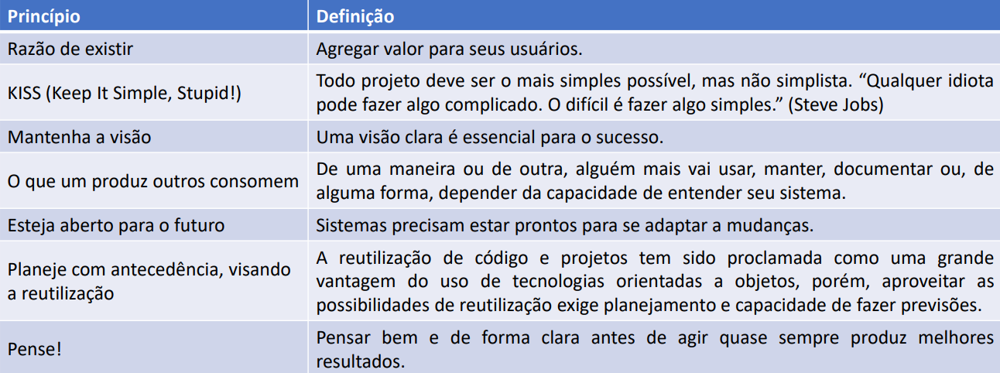 Princípio Definição
Razão de existir Agregar valor para seus usuários.
KISS (Keep It Simple, Stupid!) Todo projeto deve ser o mais simples possível, mas não simplista. “Qualquer idiota
pode fazer algo complicado. O difícil é fazer algo simples.” (Steve Jobs)
Mantenha a visão Uma visão clara é essencial para o sucesso.
O que um produz outros consomem De uma maneira ou de outra, alguém mais vai usar, manter, documentar ou, de
alguma forma, depender da capacidade de entender seu sistema.
Esteja aberto para o futuro Sistemas precisam estar prontos para se adaptar a mudanças.
Planeje com antecedência, visando
a reutilização
A reutilização de código e projetos tem sido proclamada como uma grande
vantagem do uso de tecnologias orientadas a objetos, porém, aproveitar as
possibilidades de reutilização exige planejamento e capacidade de fazer previsões.
Pense! Pensar bem e de forma clara antes de agir quase sempre produz melhores
resultados.